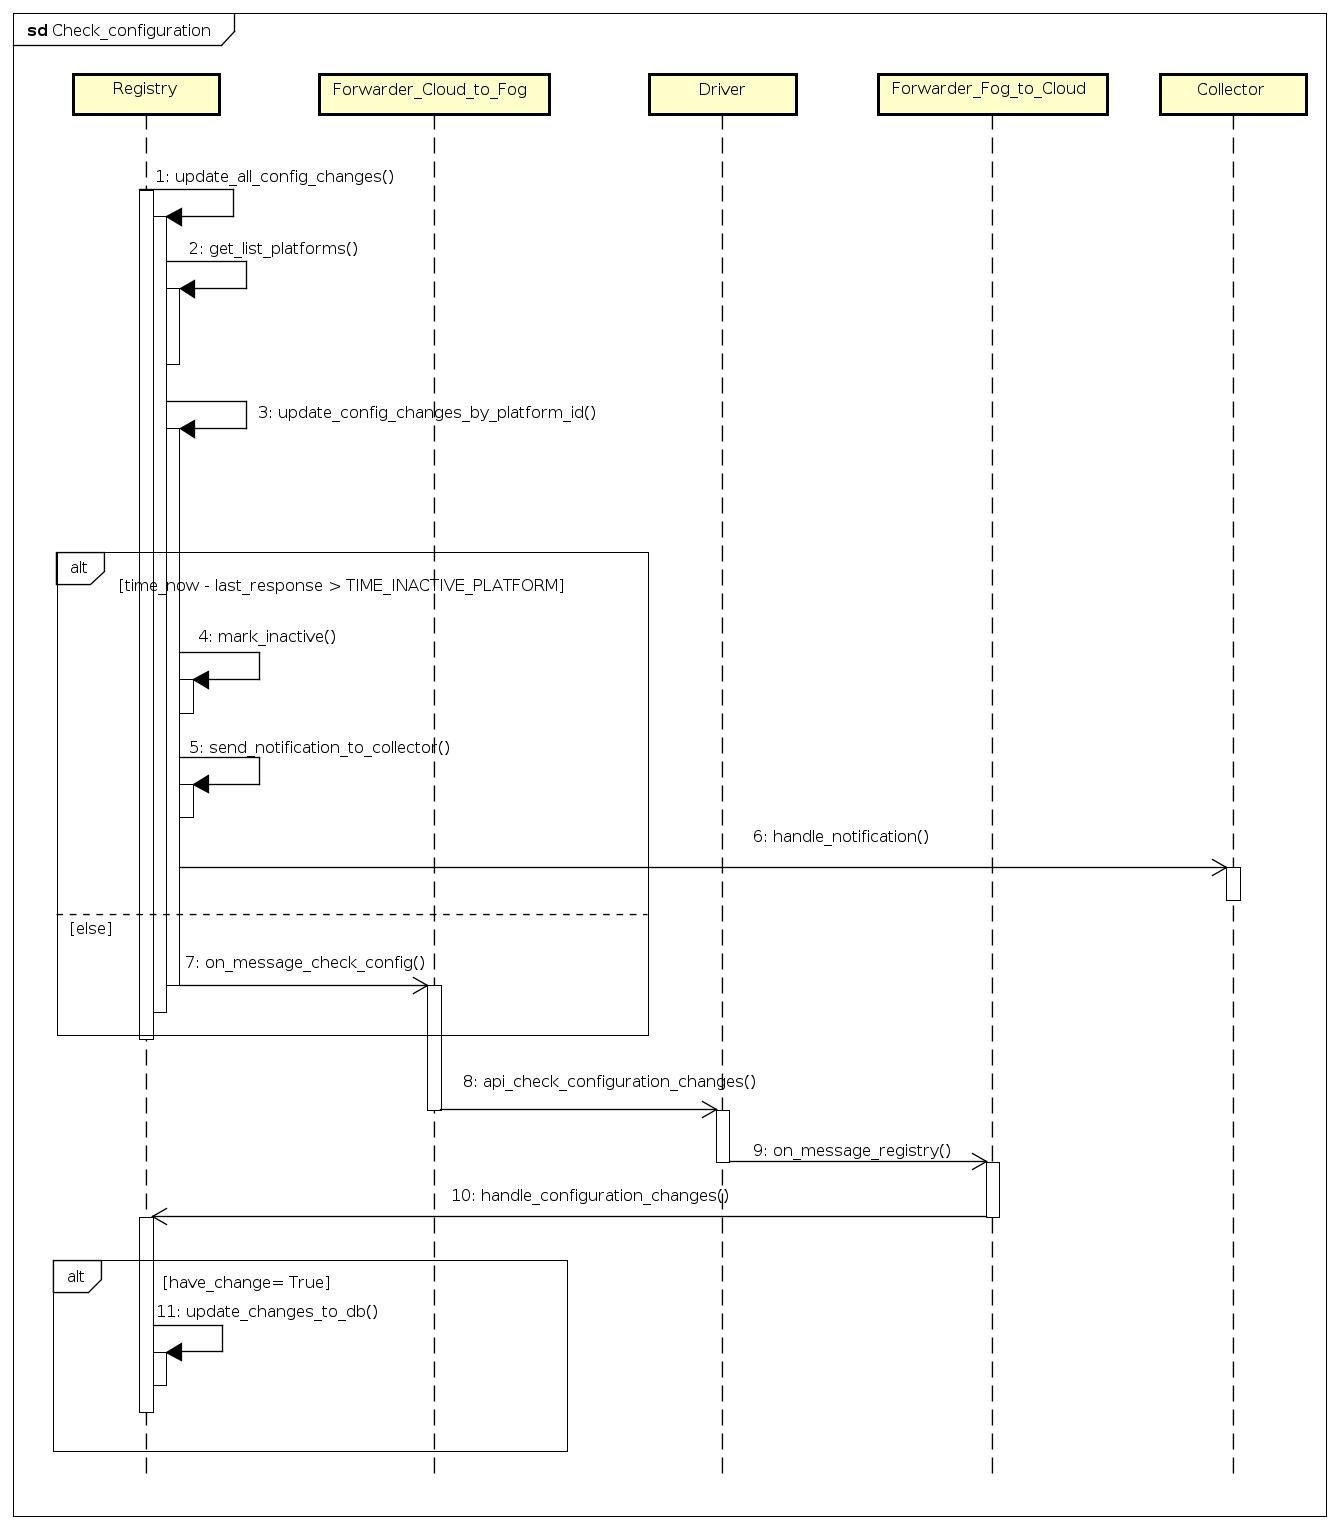 sd Check_configuration
Registry
Forwarder_Cloud_to_Fog
Driver
Forwarder_Fog_to_Cloud
Collector
1: update_all_config_changes()
2: get_list_platforms()
3: update_config_changes_by_platform_id()
alt
[time_now - last_response > TIME_INACTIVE_PLATFORM]
4: mark_inactive()
5: send_notification_to_collector()
6: handle_notification()
[else]
7: on_message_check_config()
8: api_check_configuration_changes()
9: on_message_registry()
10: handle_configuration_changes()
alt
[have_change= True]
11: update_changes_to_db()